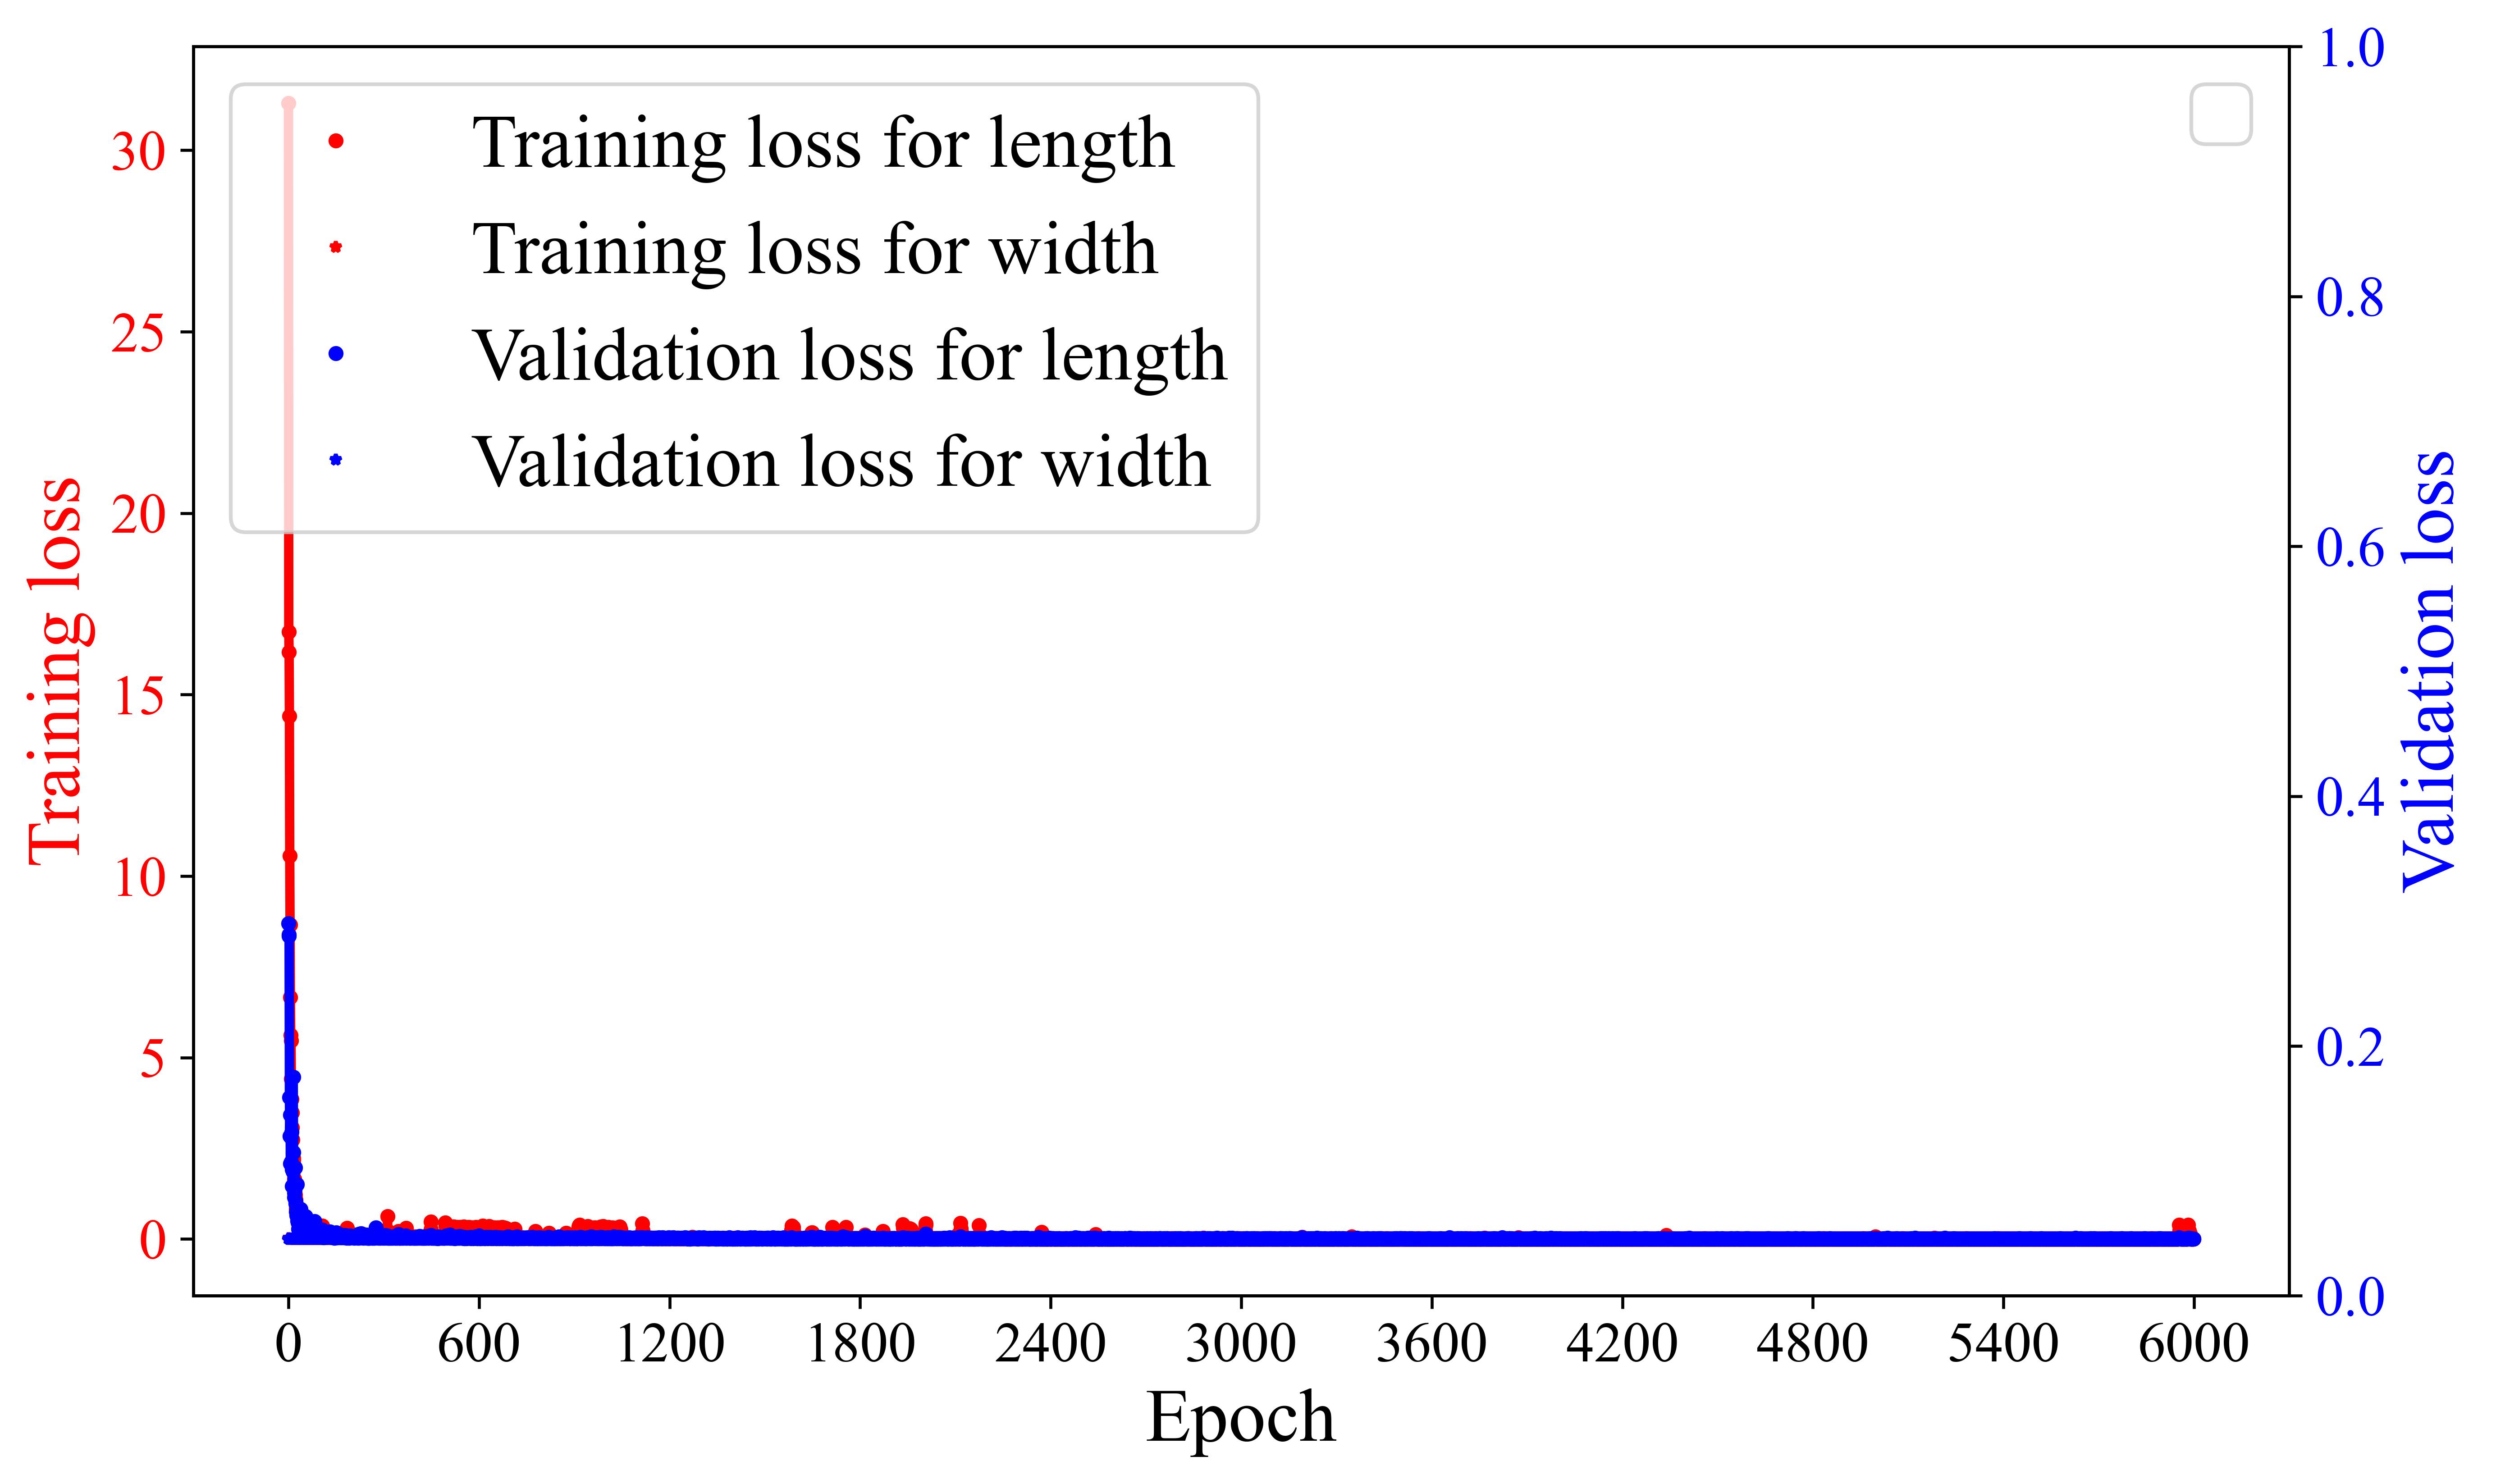 Training loss for length
Training loss for width
Validation loss for length
Validation loss for width
Training loss
30
25
20
15
10
5
0
Validation loss
1.0
0.8
0.6
0.4
0.2
0.0
0 600 1200 1800 2400 3000 3600 4200 4800 5400 6000
Epoch